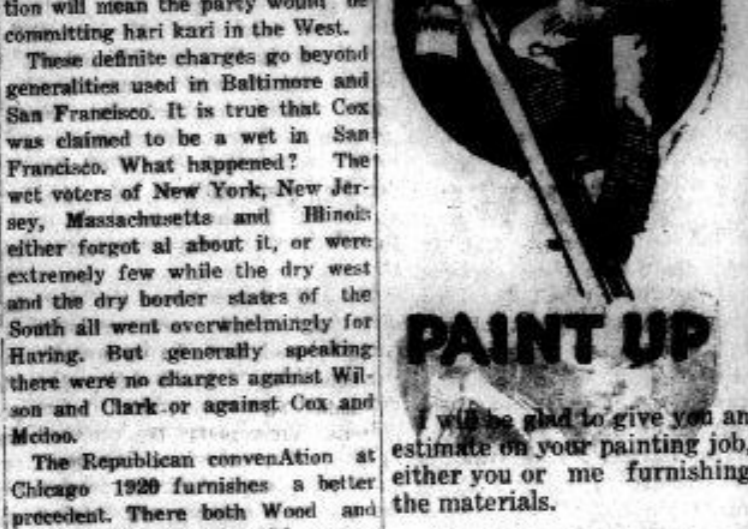 tion will mean the party would be
committing hari kari in the West.
These definite charges go beyond
generalities used in Baltimore and
San Francisco. It is true that Cox
was claimed to be a wet in San
Francisco. What happened? The
wet voters of New York, New Jer-
sey, Massachusetts and Illinois
either forgot al about it, or were
extremely few while the dry west
and the dry border states of the
South all went overwhelmingly for
Haring. But generally speaking
there were no charges against Wil-
son and Clark or against Cox and
Mcdoo.
The Republican convenAtion at
Chicago 1920 furnishes a better
precedent. There both Wood and
PAINT UP
I will be glad to give you an
estimate on your painting job,
either you or me furnishing
the materials.